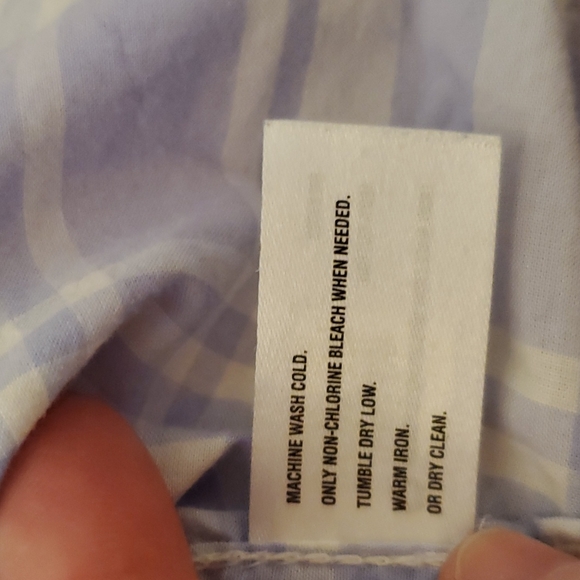 MACHINE WASH COLD.
ONLY NON-CHLORINE BLEACH WHEN NEEDED.
TUMBLE DRY LOW.
WARM IRON.
OR DRY CLEAN.